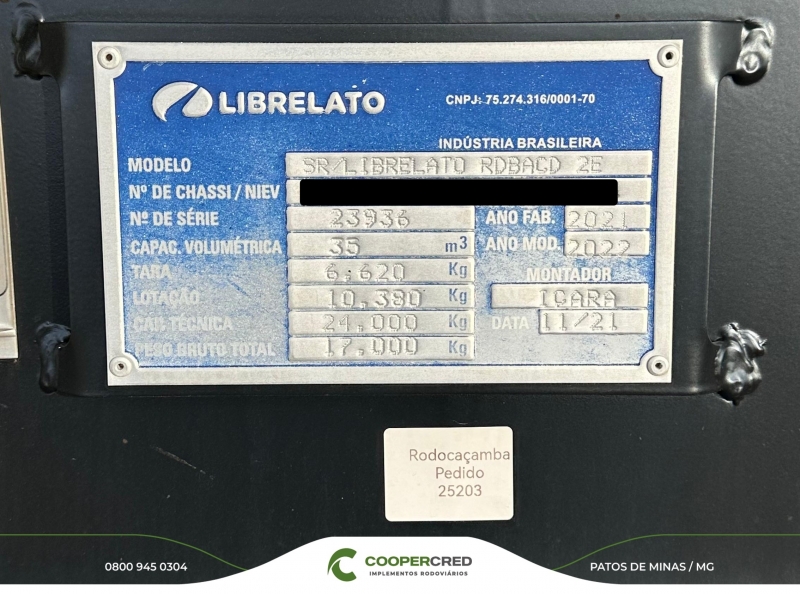 LIBRELATO
CNPJ: 75.274.316/0001-70
INDÚSTRIA BRASILEIRA
MODELO SR/LIBRELATO RDBACD 2E
Nº DE CHASSI / NIEV
Nº DE SÉRIE 23936 ANO FAB. 2021
CAPAC. VOLUMÉTRICA 35 m³ ANO MOD. 2022
TARA 6,620 Kg MONTADOR
LOTAÇÃO 10,380 Kg IÇARA
CAP. TÉCNICA 24,000 Kg DATA 11/21
PESO BRUTO TOTAL 17,000 Kg
Rodocaçamba
Pedido
25203
0800 945 0304
COOPERCRED
IMPLEMENTOS RODOVIÁRIOS
PATOS DE MINAS / MG